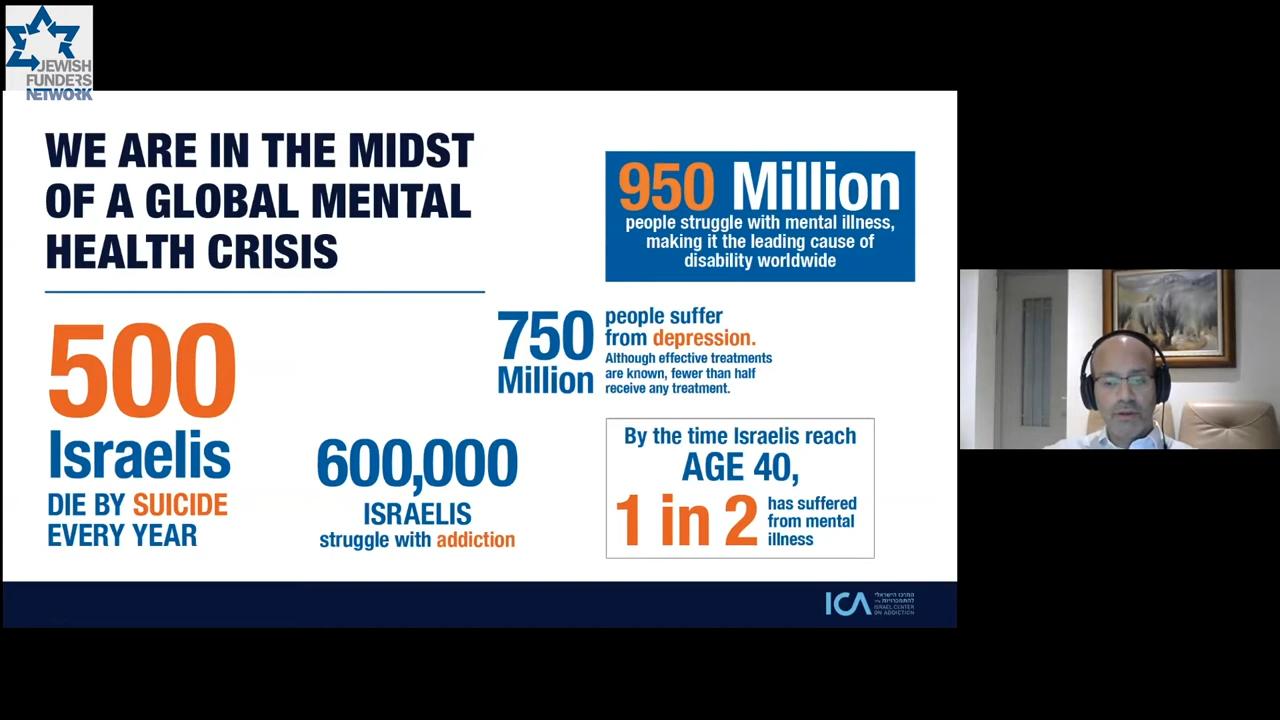 JEWISH
FUNDERS
NETWORK
WE ARE IN THE MIDST
OF A GLOBAL MENTAL
HEALTH CRISIS
950 Million
people struggle with mental illness,
making it the leading cause of
disability worldwide
500
Israelis
DIE BY SUICIDE
EVERY YEAR
600,000
ISRAELIS
struggle with addiction
750
Million
people suffer
from depression.
Although effective treatments
are known, fewer than half
receive any treatment.
By the time Israelis reach
AGE 40,
1 in 2
has suffered
from mental
illness
ICA
המרכז הישראלי
להתמכרויות
ISRAEL CENTER
ON ADDICTION